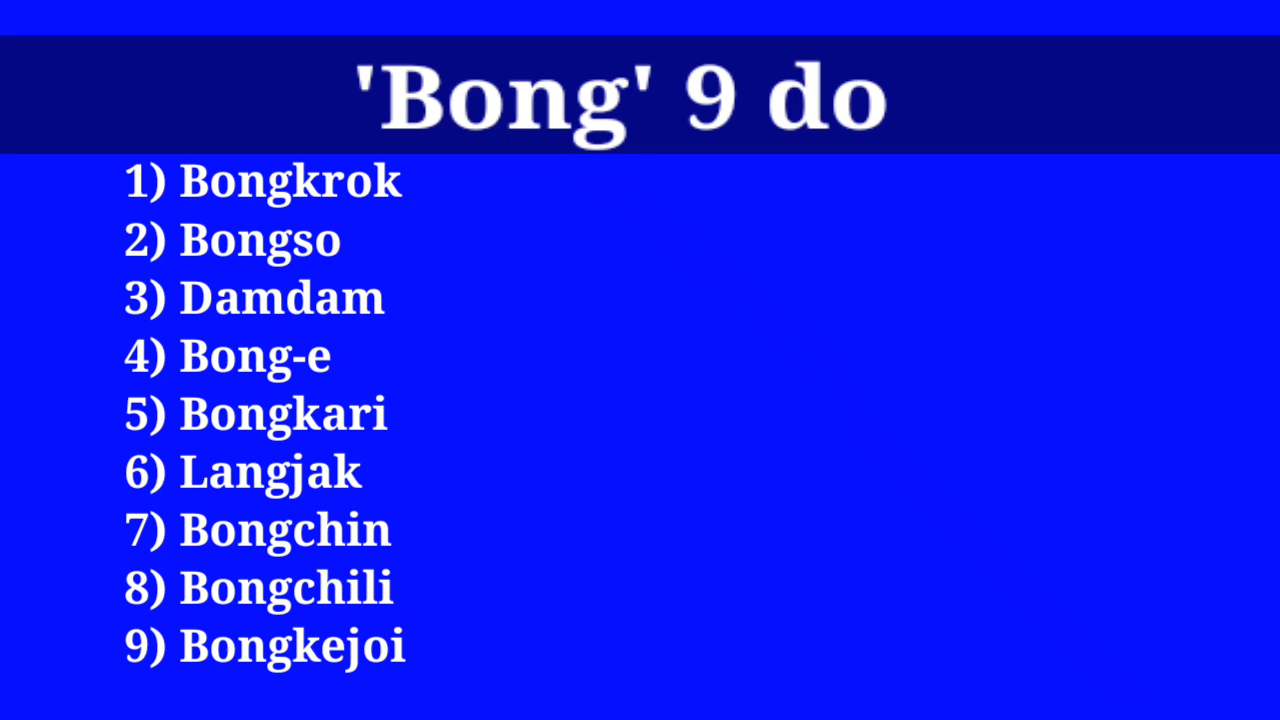 'Bong' 9 do
1) Bongkrok
2) Bongso
3) Damdam
4) Bong-e
5) Bongkari
6) Langjak
7) Bongchin
8) Bongchili
9) Bongkejoi